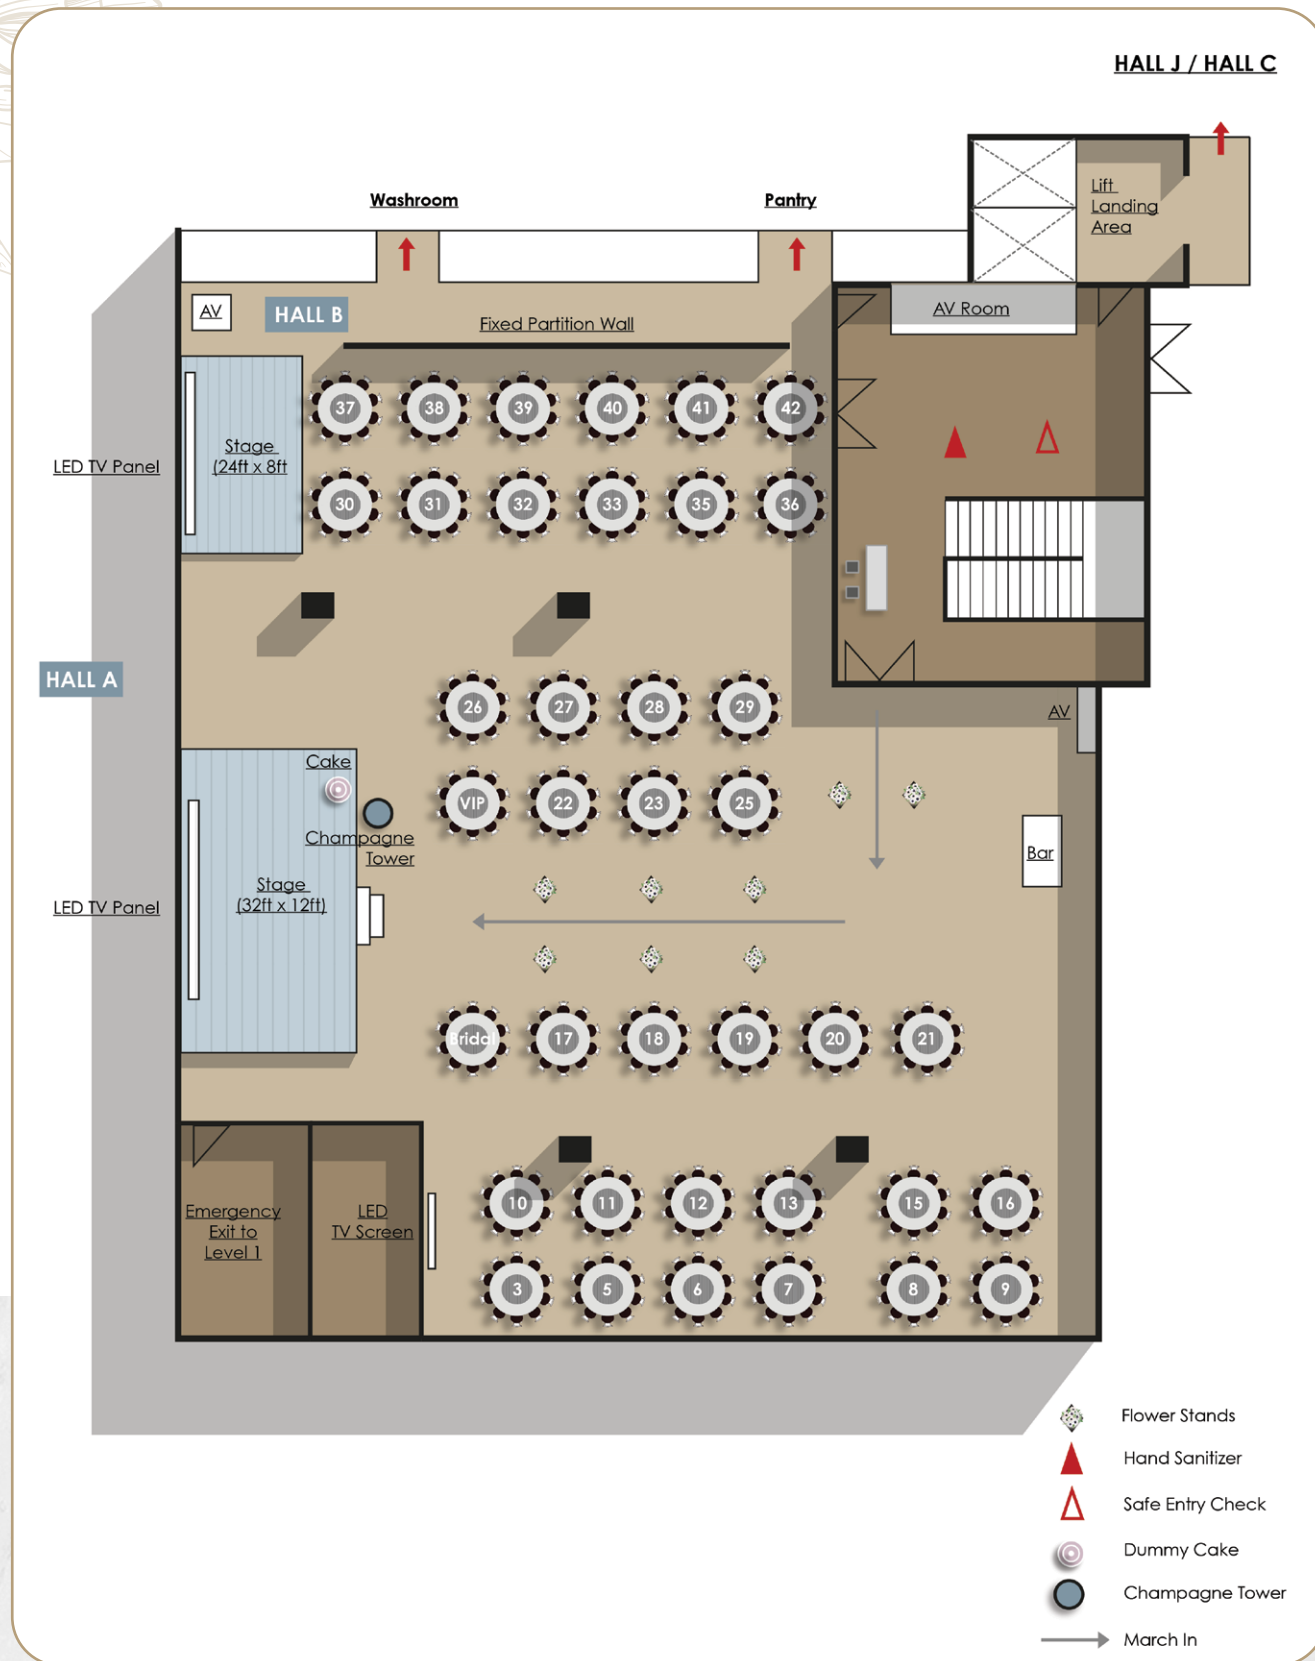 HALL J / HALL C
Lift
Landing
Area
Washroom
Pantry
AV
HALL B
Fixed Partition Wall
AV Room
37
38
39
40
41
42
Stage
(24ft x 8ft
LED TV Panel
30
31
32
33
35
36
HALL A
26
27
28
29
AV
Cake
VIP
22
23
25
Champagne
Tower
Bar
Stage
(32ft x 12ft)
LED TV Panel
Bridal
17
18
19
20
21
Emergency
Exit to
Level 1
LED
TV Screen
10
11
12
13
15
16
3
5
6
7
8
9
Flower Stands
Hand Sanitizer
Safe Entry Check
Dummy Cake
Champagne Tower
March In